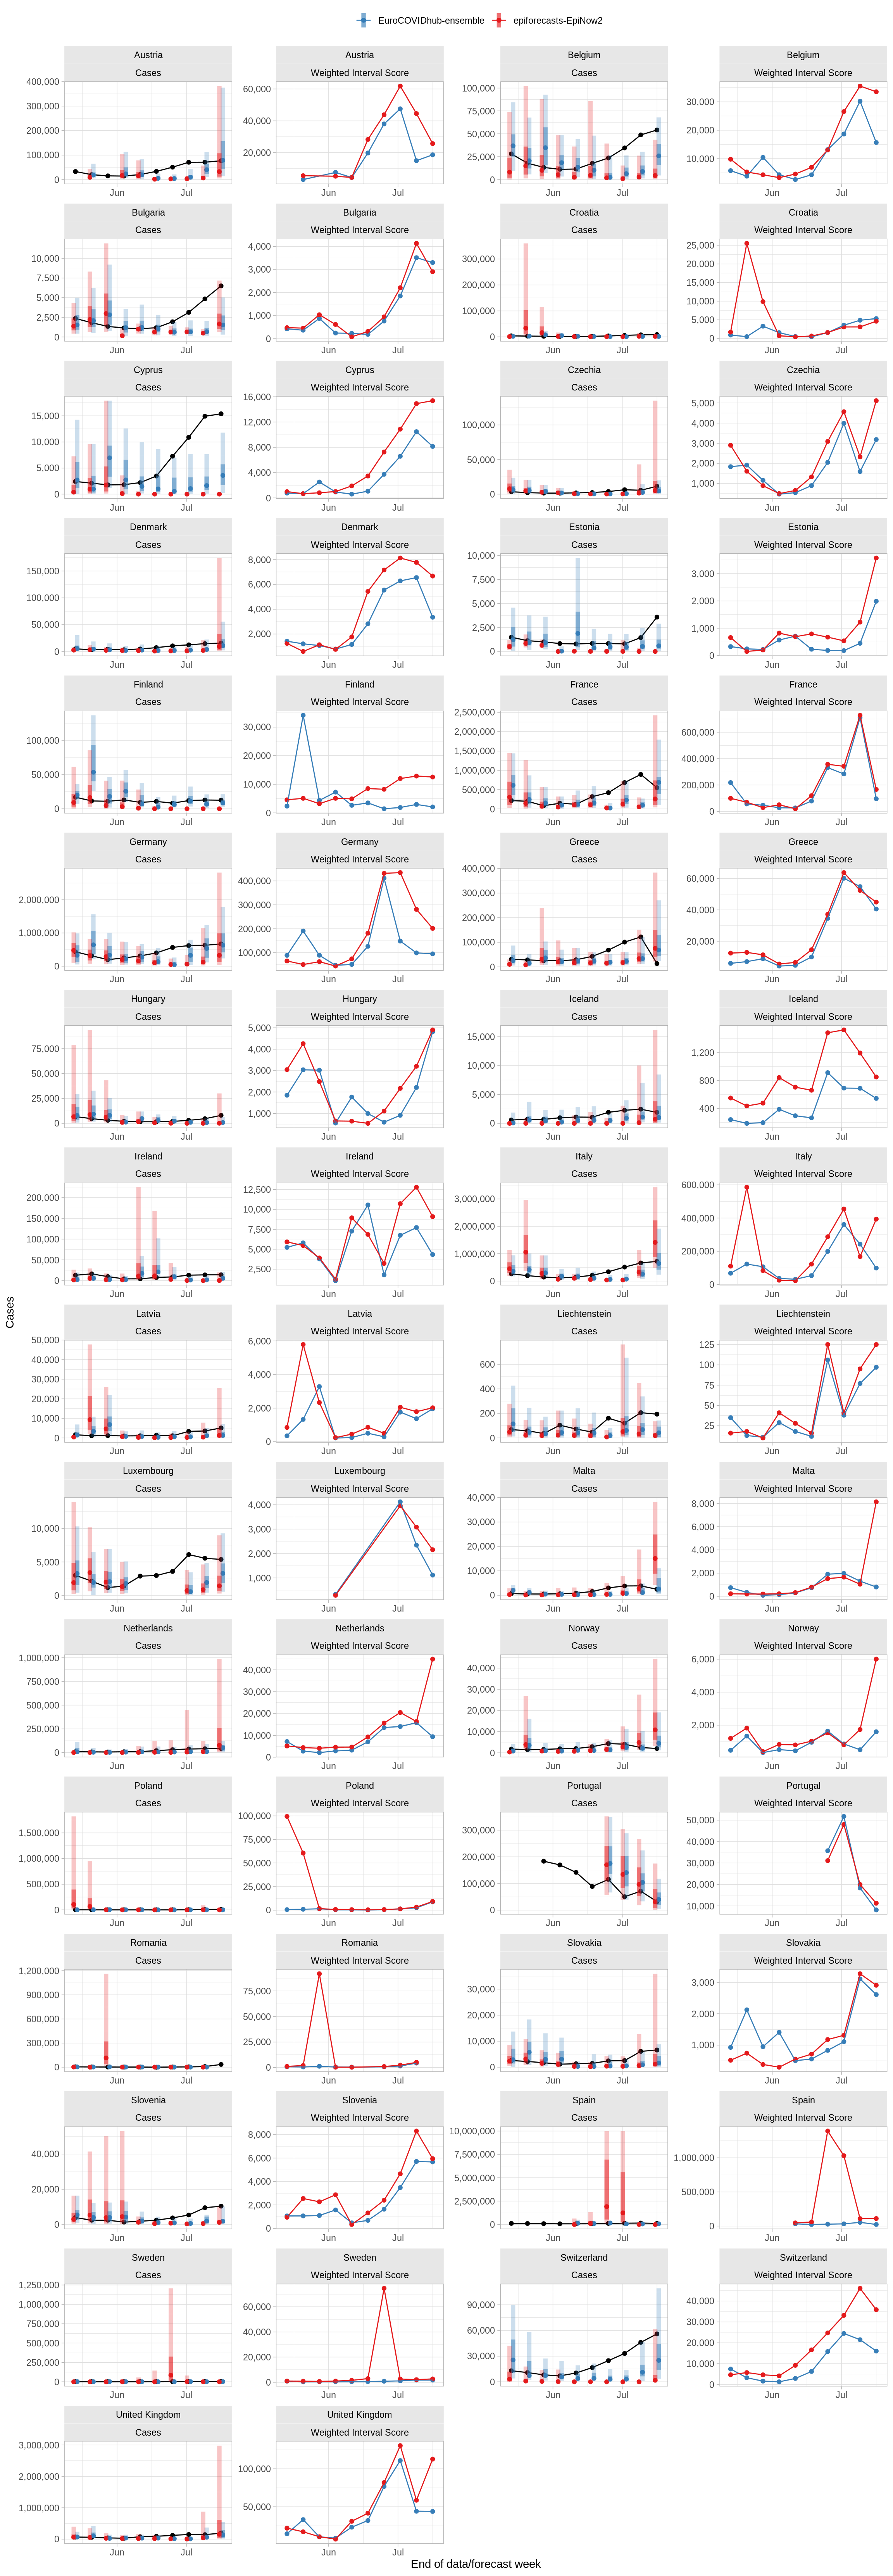 EuroCOVIDhub-ensemble epiforecasts-EpiNow2
Austria Austria Belgium Belgium
Cases Weighted Interval Score Cases Weighted Interval Score
400,000 300,000 200,000 100,000 0 Jun Jul
60,000 40,000 20,000 Jun Jul
100,000 75,000 50,000 25,000 0 Jun Jul
30,000 20,000 10,000 Jun Jul
Bulgaria Bulgaria Croatia Croatia
Cases Weighted Interval Score Cases Weighted Interval Score
10,000 7,500 5,000 2,500 0 Jun Jul
4,000 3,000 2,000 1,000 0 Jun Jul
300,000 200,000 100,000 0 Jun Jul
25,000 20,000 15,000 10,000 5,000 0 Jun Jul
Cyprus Cyprus Czechia Czechia
Cases Weighted Interval Score Cases Weighted Interval Score
15,000 10,000 5,000 0 Jun Jul
16,000 12,000 8,000 4,000 0 Jun Jul
100,000 50,000 0 Jun Jul
5,000 4,000 3,000 2,000 1,000 Jun Jul
Denmark Denmark Estonia Estonia
Cases Weighted Interval Score Cases Weighted Interval Score
150,000 100,000 50,000 0 Jun Jul
8,000 6,000 4,000 2,000 Jun Jul
10,000 7,500 5,000 2,500 0 Jun Jul
3,000 2,000 1,000 0 Jun Jul
Finland Finland France France
Cases Weighted Interval Score Cases Weighted Interval Score
100,000 50,000 0 Jun Jul
30,000 20,000 10,000 0 Jun Jul
2,500,000 2,000,000 1,500,000 1,000,000 500,000 0 Jun Jul
600,000 400,000 200,000 0 Jun Jul
Germany Germany Greece Greece
Cases Weighted Interval Score Cases Weighted Interval Score
2,000,000 1,000,000 0 Jun Jul
400,000 300,000 200,000 100,000 Jun Jul
400,000 300,000 200,000 100,000 0 Jun Jul
60,000 40,000 20,000 Jun Jul
Hungary Hungary Iceland Iceland
Cases Weighted Interval Score Cases Weighted Interval Score
75,000 50,000 25,000 0 Jun Jul
5,000 4,000 3,000 2,000 1,000 Jun Jul
15,000 10,000 5,000 0 Jun Jul
1,200 800 400 Jun Jul
Ireland Ireland Italy Italy
Cases Weighted Interval Score Cases Weighted Interval Score
200,000 150,000 100,000 50,000 0 Jun Jul
12,500 10,000 7,500 5,000 2,500 Jun Jul
3,000,000 2,000,000 1,000,000 0 Jun Jul
600,000 400,000 200,000 0 Jun Jul
Cases
Latvia Latvia Liechtenstein Liechtenstein
Cases Weighted Interval Score Cases Weighted Interval Score
50,000 40,000 30,000 20,000 10,000 0 Jun Jul
6,000 4,000 2,000 0 Jun Jul
600 400 200 0 Jun Jul
125 100 75 50 25 Jun Jul
Luxembourg Luxembourg Malta Malta
Cases Weighted Interval Score Cases Weighted Interval Score
10,000 5,000 0 Jun Jul
4,000 3,000 2,000 1,000 Jun Jul
40,000 30,000 20,000 10,000 0 Jun Jul
8,000 6,000 4,000 2,000 0 Jun Jul
Netherlands Netherlands Norway Norway
Cases Weighted Interval Score Cases Weighted Interval Score
1,000,000 750,000 500,000 250,000 0 Jun Jul
40,000 30,000 20,000 10,000 0 Jun Jul
40,000 30,000 20,000 10,000 0 Jun Jul
6,000 4,000 2,000 Jun Jul
Poland Poland Portugal Portugal
Cases Weighted Interval Score Cases Weighted Interval Score
1,500,000 1,000,000 500,000 0 Jun Jul
100,000 75,000 50,000 25,000 0 Jun Jul
300,000 200,000 100,000 0 Jun Jul
50,000 40,000 30,000 20,000 10,000 Jun Jul
Romania Romania Slovakia Slovakia
Cases Weighted Interval Score Cases Weighted Interval Score
1,200,000 900,000 600,000 300,000 0 Jun Jul
75,000 50,000 25,000 0 Jun Jul
30,000 20,000 10,000 0 Jun Jul
3,000 2,000 1,000 Jun Jul
Slovenia Slovenia Spain Spain
Cases Weighted Interval Score Cases Weighted Interval Score
40,000 20,000 0 Jun Jul
8,000 6,000 4,000 2,000 0 Jun Jul
10,000,000 7,500,000 5,000,000 2,500,000 0 Jun Jul
1,000,000 500,000 0 Jun Jul
Sweden Sweden Switzerland Switzerland
Cases Weighted Interval Score Cases Weighted Interval Score
1,250,000 1,000,000 750,000 500,000 250,000 0 Jun Jul
60,000 40,000 20,000 0 Jun Jul
90,000 60,000 30,000 0 Jun Jul
40,000 30,000 20,000 10,000 0 Jun Jul
United Kingdom United Kingdom
Cases Weighted Interval Score
3,000,000 2,000,000 1,000,000 0 Jun Jul
100,000 50,000 Jun Jul
End of data/forecast week